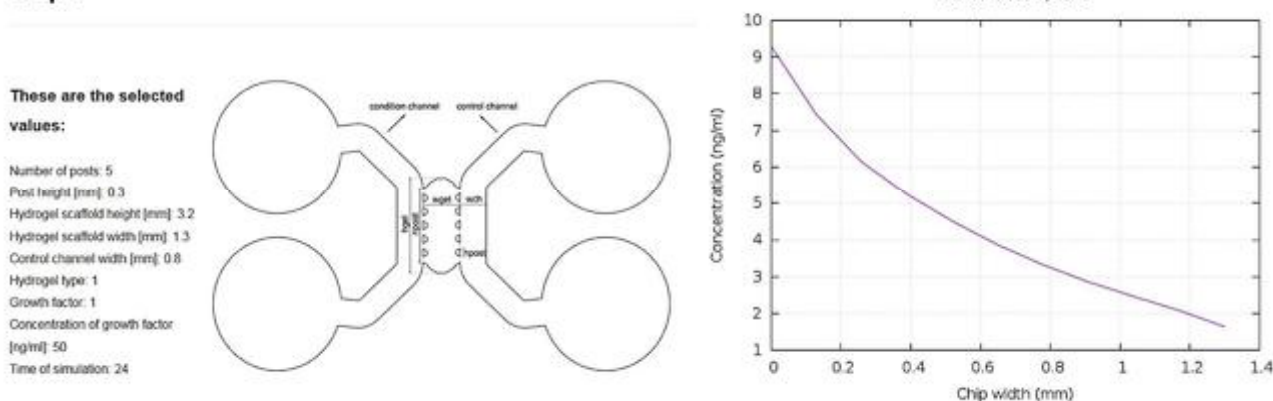 These are the selected
values:
Number of posts: 5
Post height [mm]: 0.3
Hydrogel scaffold height [mm]: 3.2
Hydrogel scaffold width [mm]: 1.3
Control channel width [mm]: 0.8
Hydrogel type: 1
Growth factor: 1
Concentration of growth factor
[ng/ml]: 50
Time of simulation: 24
condition channel
control channel
wgel
wch
hgel
npost
hpost
10
9
8
7
6
5
4
3
2
1
0
0.2
0.4
0.6
0.8
1
1.2
1.4
Concentration (ng/ml)
Chip width (mm)